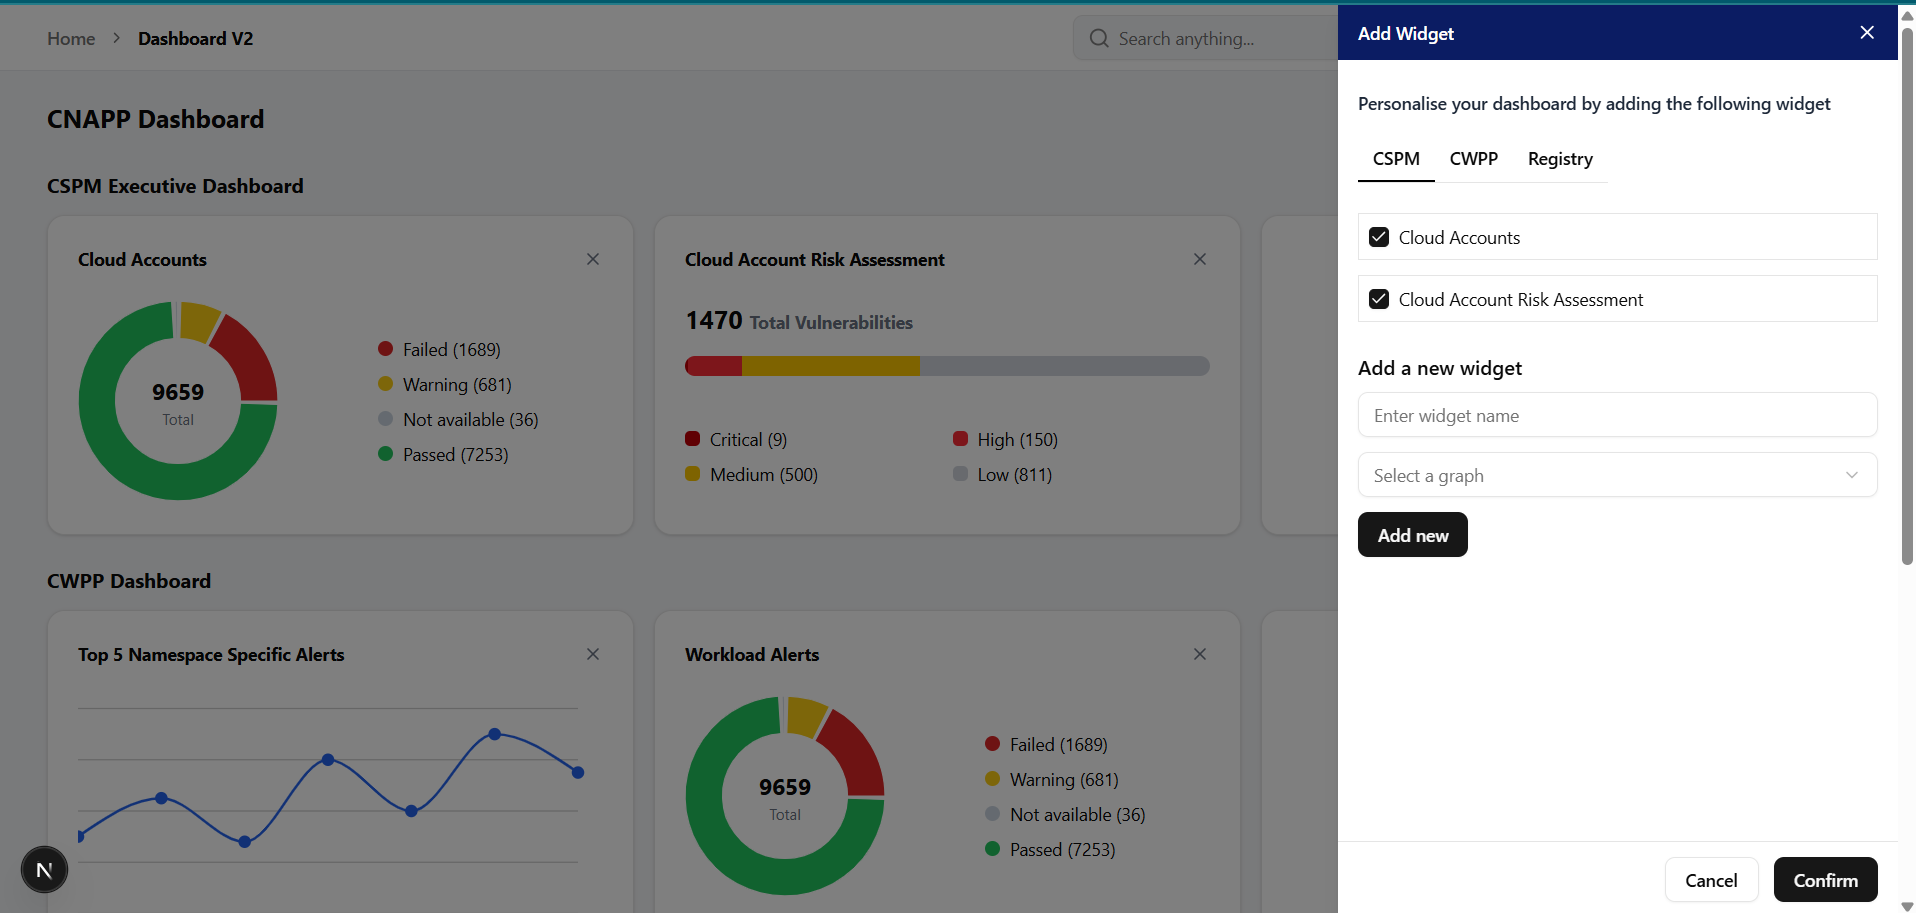 Home > Dashboard V2
Search anything...
CNAPP Dashboard
CSPM Executive Dashboard
Cloud Accounts
9659
Total
Failed (1689)
Warning (681)
Not available (36)
Passed (7253)
Cloud Account Risk Assessment
1470 Total Vulnerabilities
Critical (9)
High (150)
Medium (500)
Low (811)
CWPP Dashboard
Top 5 Namespace Specific Alerts
Workload Alerts
9659
Total
Failed (1689)
Warning (681)
Not available (36)
Passed (7253)
N
Add Widget
Personalise your dashboard by adding the following widget
CSPM CWPP Registry
Cloud Accounts
Cloud Account Risk Assessment
Add a new widget
Enter widget name
Select a graph
Add new
Cancel Confirm